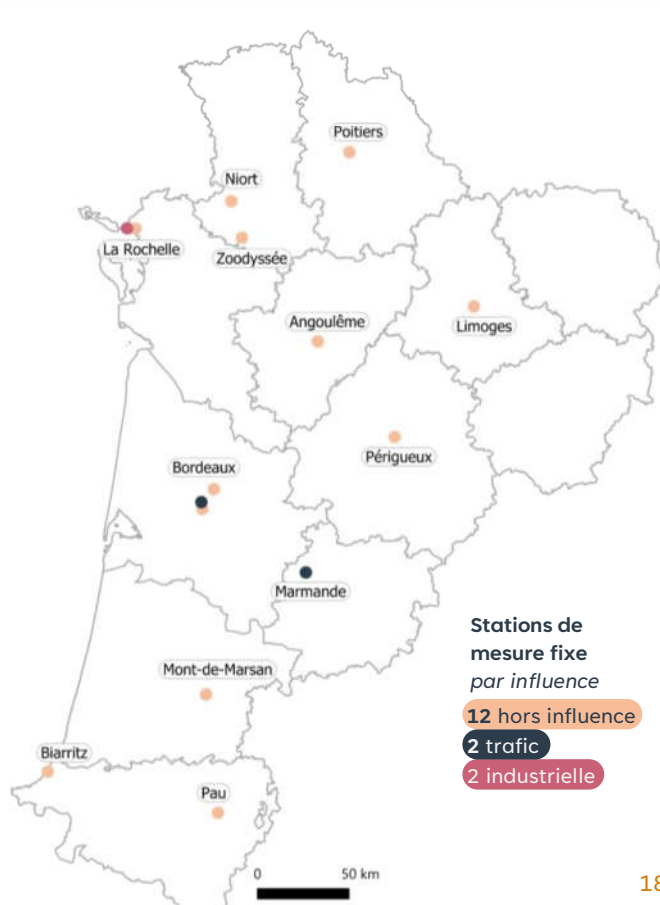 Poitiers
Niort
La Rochelle
Zoodyssée
Angoulême
Limoges
Périgueux
Bordeaux
Marmande
Stations de
mesure fixe
par influence
12 hors influence
2 trafic
2 industrielle
Mont-de-Marsan
Biarritz
Pau
0 50 km
18